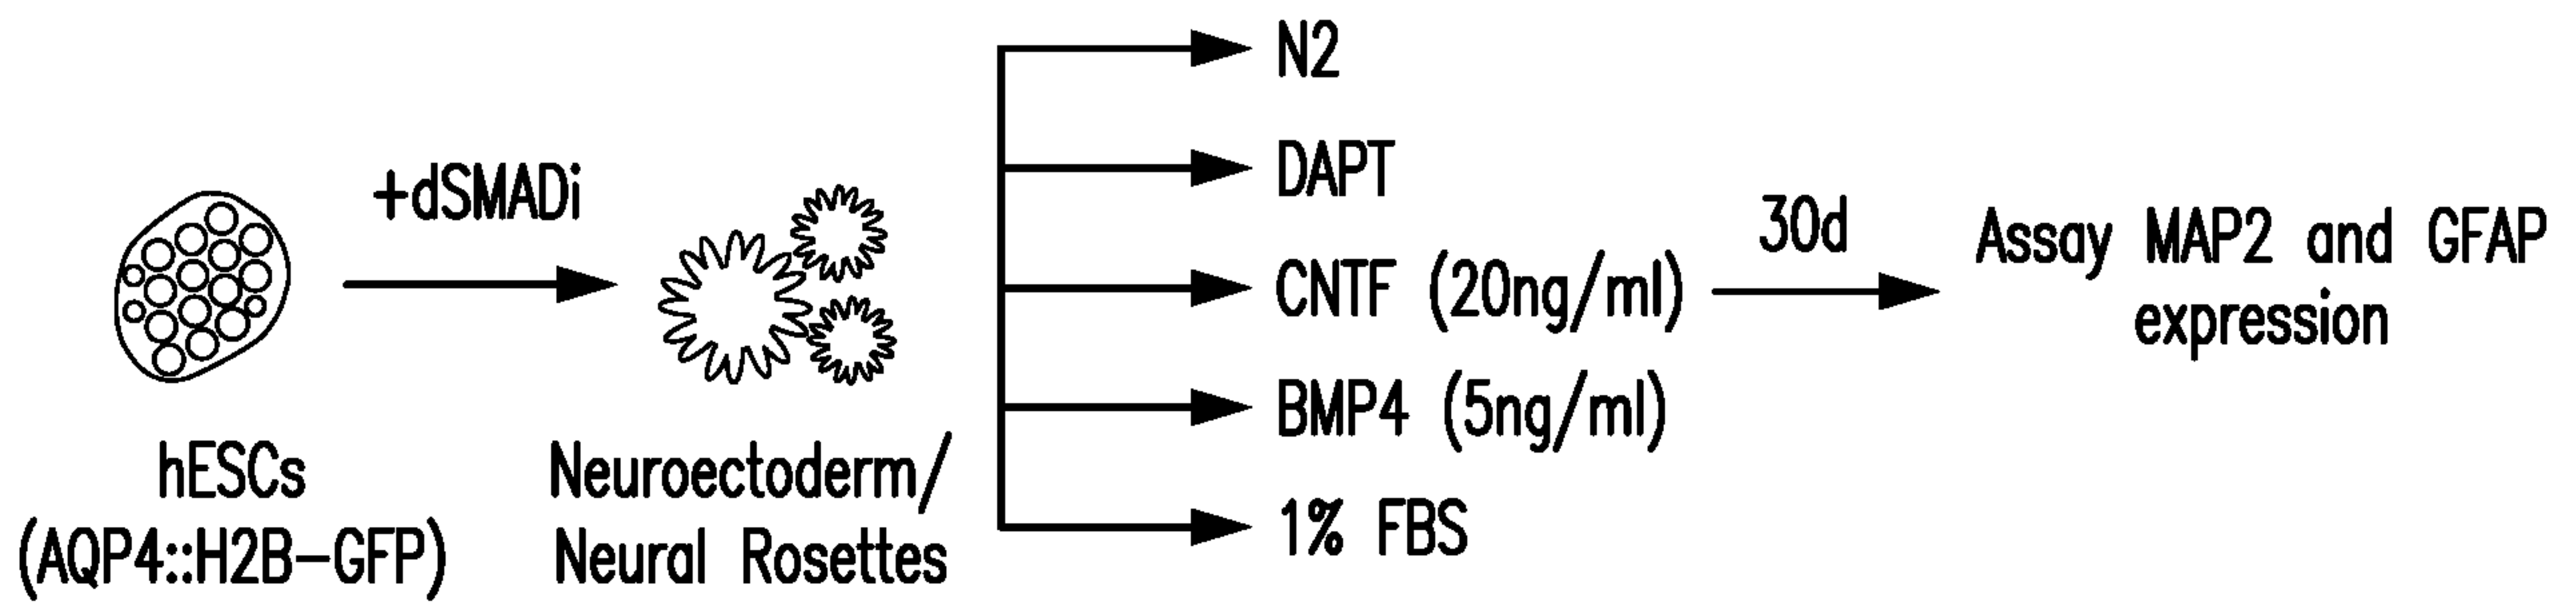 +dSMADi
hESCs
(AQP4::H2B-GFP)
Neuroectoderm/
Neural Rosettes
N2
DAPT
CNTF (20ng/ml)
BMP4 (5ng/ml)
1% FBS
30d
Assay MAP2 and GFAP
expression